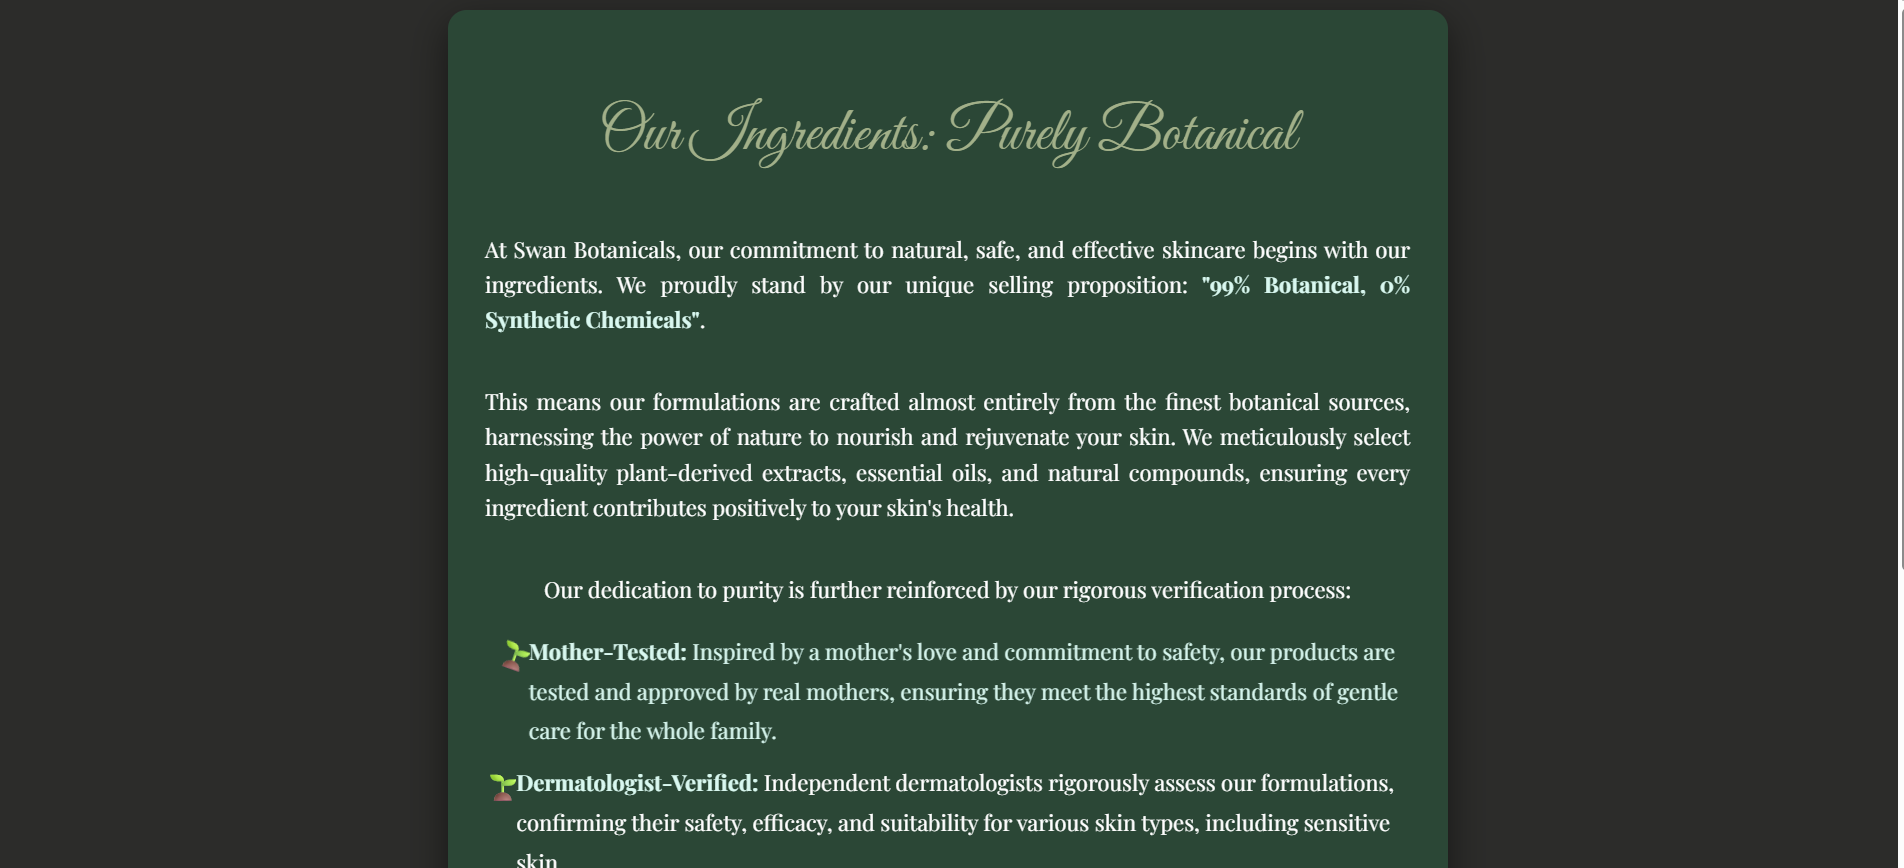 Our Ingredients: Purely Botanical
At Swan Botanicals, our commitment to natural, safe, and effective skincare begins with our
ingredients. We proudly stand by our unique selling proposition: "99% Botanical, 0%
Synthetic Chemicals".
This means our formulations are crafted almost entirely from the finest botanical sources,
harnessing the power of nature to nourish and rejuvenate your skin. We meticulously select
high-quality plant-derived extracts, essential oils, and natural compounds, ensuring every
ingredient contributes positively to your skin's health.
Our dedication to purity is further reinforced by our rigorous verification process:
Mother-Tested: Inspired by a mother's love and commitment to safety, our products are
tested and approved by real mothers, ensuring they meet the highest standards of gentle
care for the whole family.
Dermatologist-Verified: Independent dermatologists rigorously assess our formulations,
confirming their safety, efficacy, and suitability for various skin types, including sensitive
skin